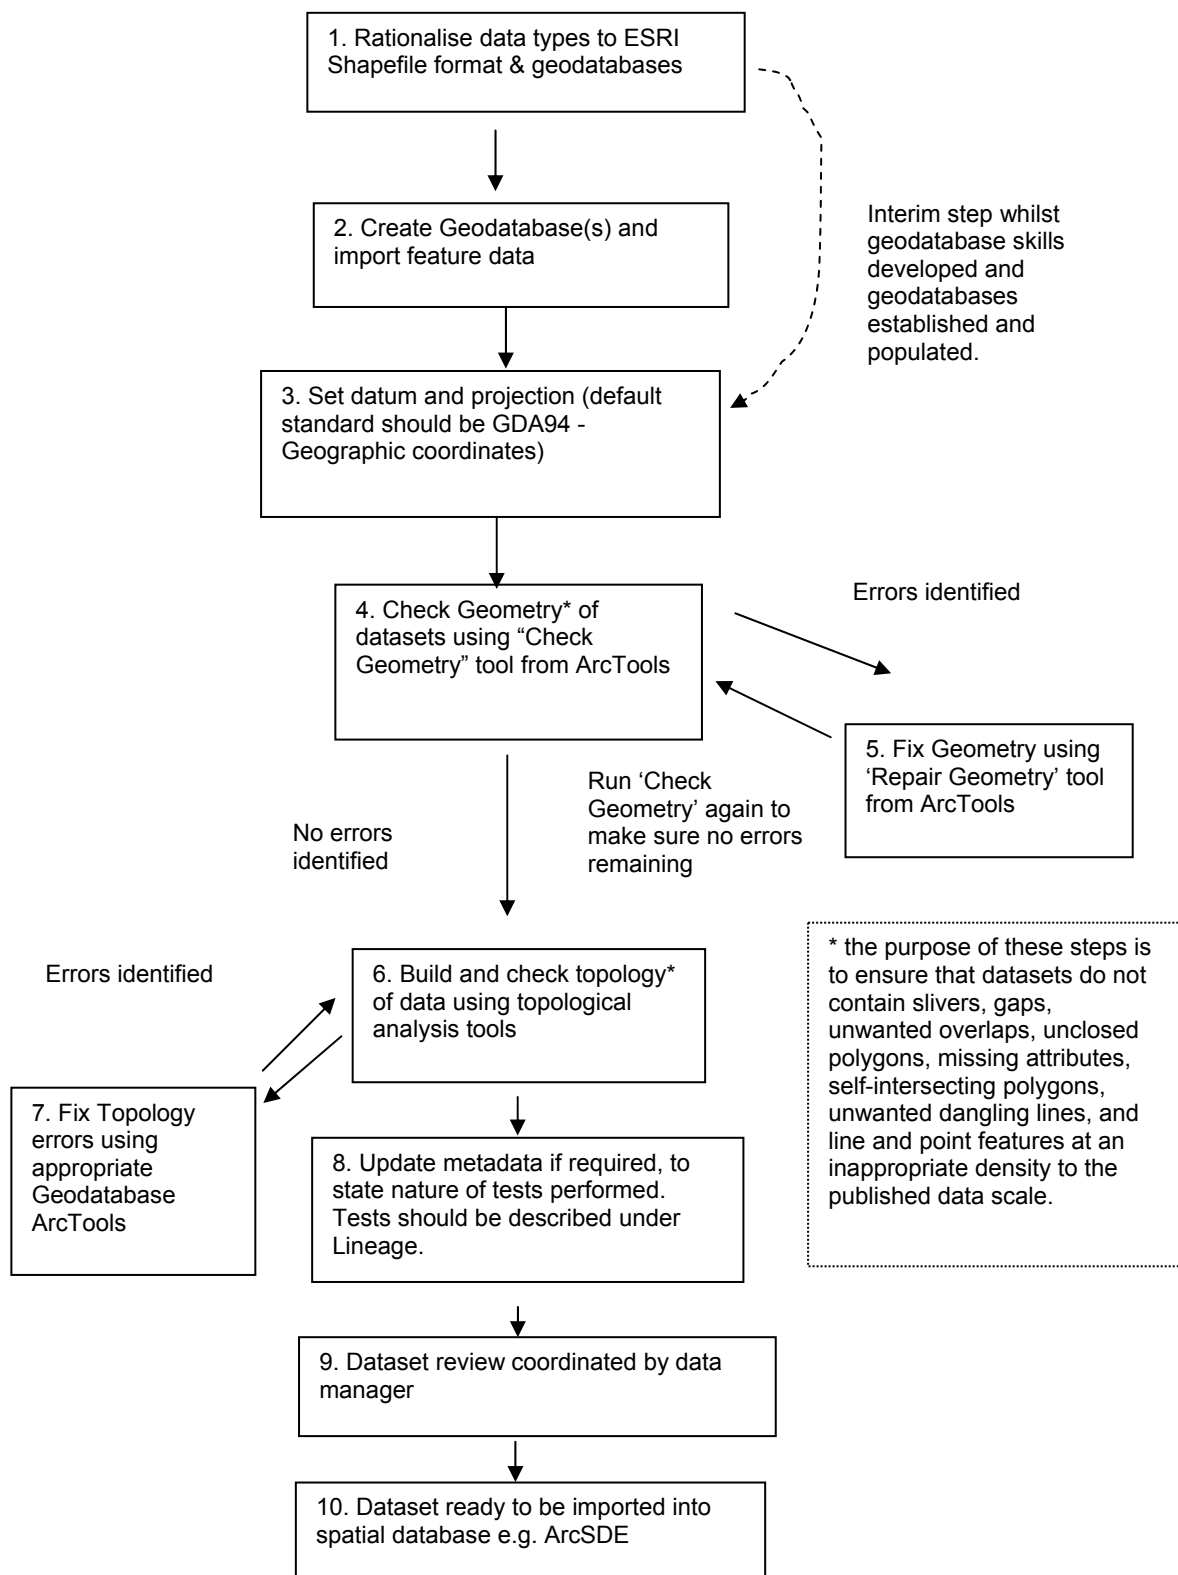 1. Rationalise data types to ESRI
Shapefile format & geodatabases
Interim step whilst
geodatabase skills
developed and
geodatabases
established and
populated.
2. Create Geodatabase(s) and
import feature data
3. Set datum and projection (default
standard should be GDA94 -
Geographic coordinates)
4. Check Geometry* of
datasets using “Check
Geometry” tool from ArcTools
Errors identified
5. Fix Geometry using
‘Repair Geometry’ tool
from ArcTools
Run ‘Check
Geometry’ again to
make sure no errors
remaining
No errors
identified
6. Build and check topology*
of data using topological
analysis tools
Errors identified
7. Fix Topology
errors using
appropriate
Geodatabase
ArcTools
* the purpose of these steps is
to ensure that datasets do not
contain slivers, gaps,
unwanted overlaps, unclosed
polygons, missing attributes,
self-intersecting polygons,
unwanted dangling lines, and
line and point features at an
inappropriate density to the
published data scale.
8. Update metadata if required, to
state nature of tests performed.
Tests should be described under
Lineage.
9. Dataset review coordinated by data
manager
10. Dataset ready to be imported into
spatial database e.g. ArcSDE